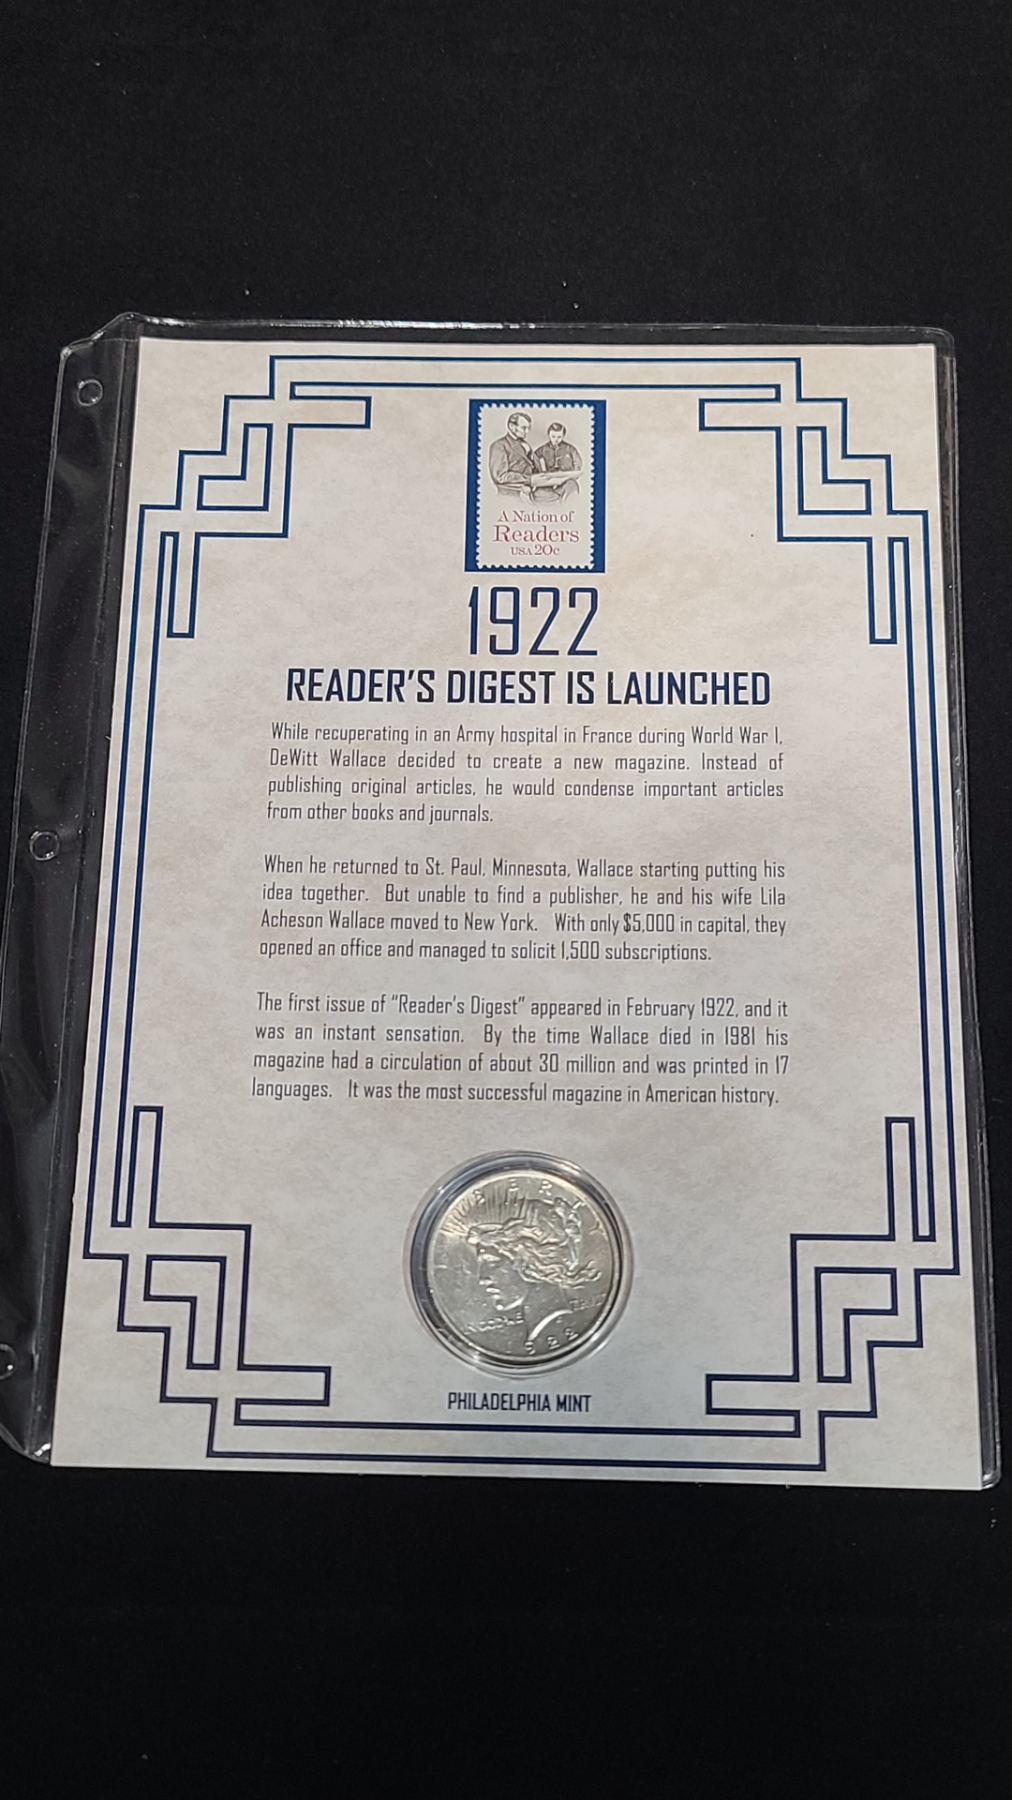 A Nation of
Readers
USA 20c
1922
READER'S DIGEST IS LAUNCHED
While recuperating in an Army hospital in France during World War I,
DeWitt Wallace decided to create a new magazine. Instead of
publishing original articles, he would condense important articles
from other books and journals.
When he returned to St. Paul, Minnesota, Wallace starting putting his
idea together. But unable to find a publisher, he and his wife Lila
Acheson Wallace moved to New York. With only $5,000 in capital, they
opened an office and managed to solicit 1,500 subscriptions.
The first issue of "Reader's Digest" appeared in February 1922, and it
was an instant sensation. By the time Wallace died in 1981 his
magazine had a circulation of about 30 million and was printed in 17
languages. It was the most successful magazine in American history.
LIBERTY
IN GOD WE TRVST
1922
PHILADELPHIA MINT